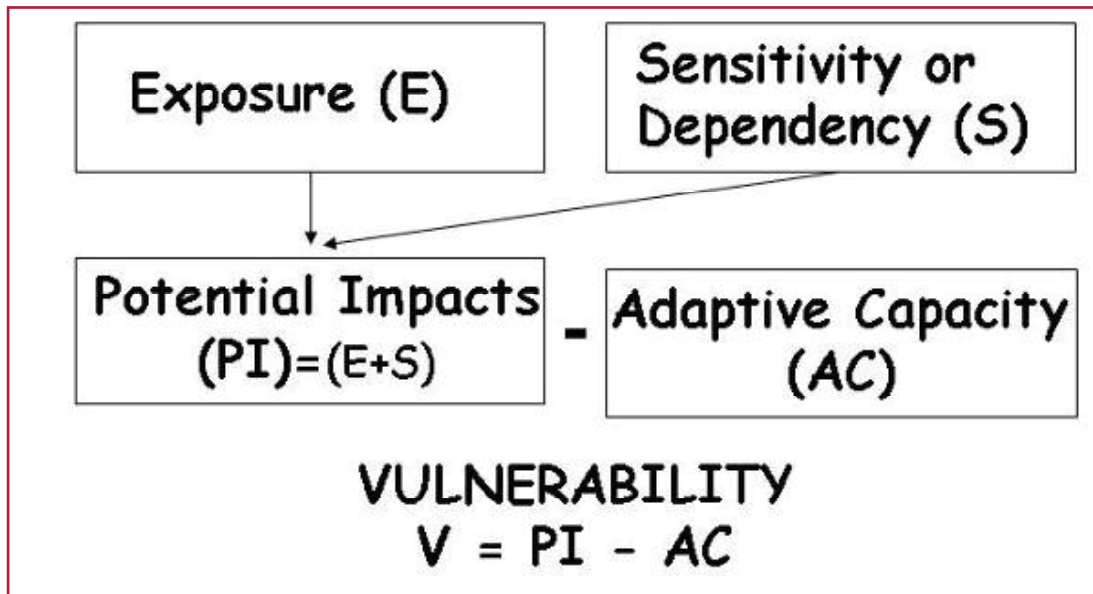 Exposure (E)
Sensitivity or
Dependency (S)
Potential Impacts
(PI)=(E+S)
-
Adaptive Capacity
(AC)
VULNERABILITY
V = PI - AC